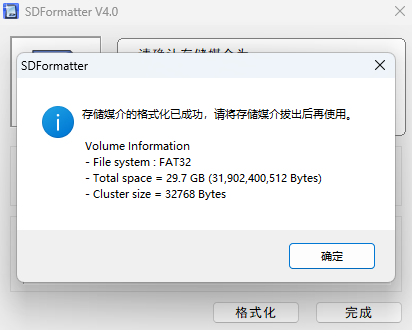 SDFormatter V4.0
SDFormatter
存储媒介的格式化已成功，请将存储媒介拔出后再使用。
Volume Information
- File system : FAT32
- Total space = 29.7 GB (31,902,400,512 Bytes)
- Cluster size = 32768 Bytes
确定
格式化
完成